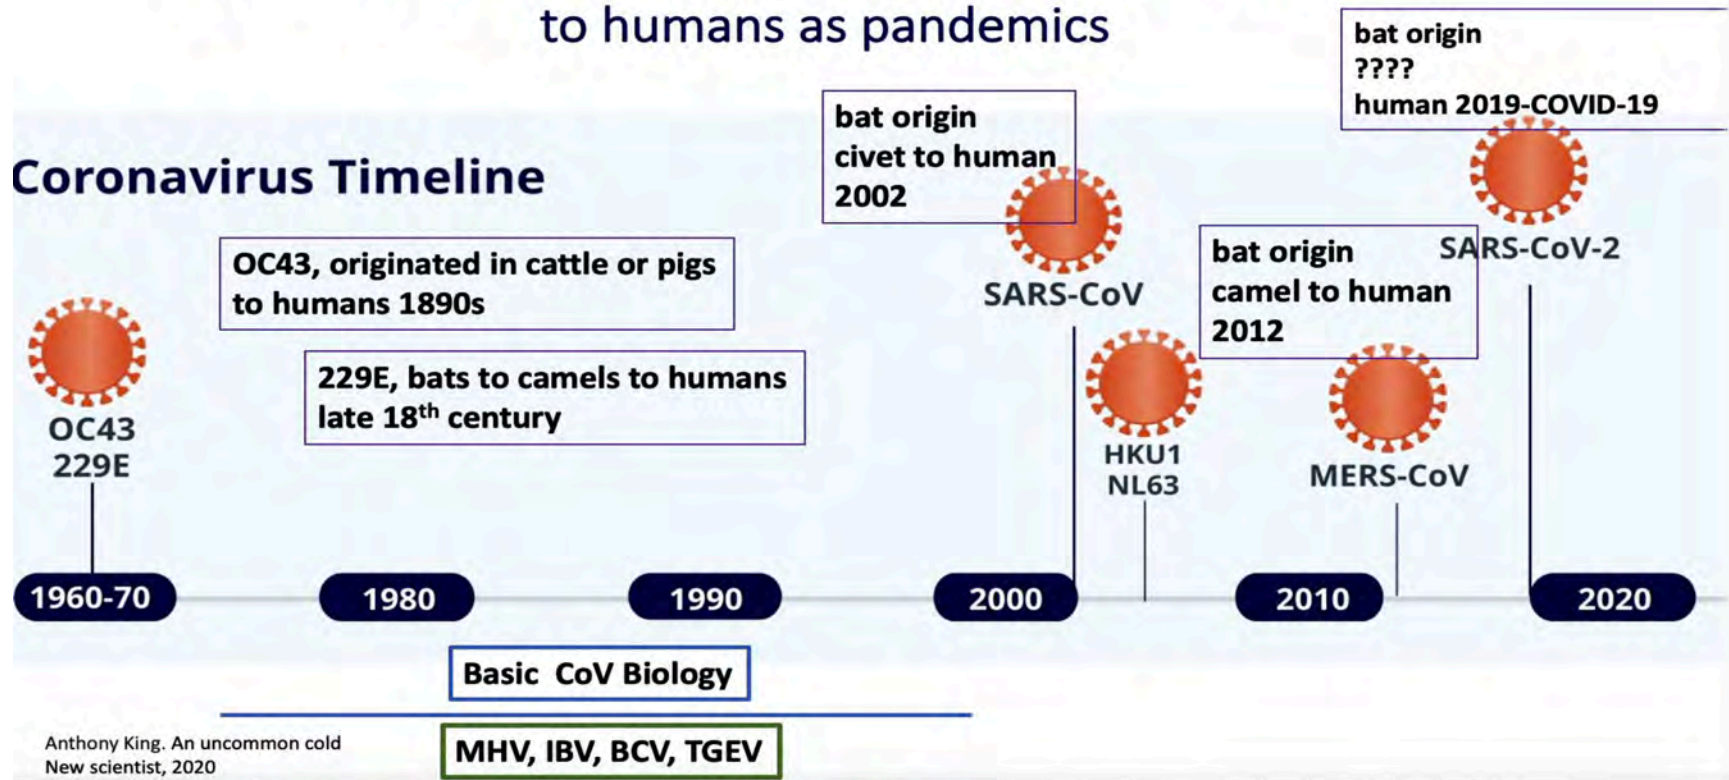 to humans as pandemics
bat origin
????
human 2019-COVID-19
bat origin
civet to human
2002
Coronavirus Timeline
OC43, originated in cattle or pigs
to humans 1890s
bat origin
camel to human
2012
SARS-CoV-2
SARS-CoV
229E, bats to camels to humans
late 18th century
OC43
229E
HKU1
NL63
MERS-CoV
1960-70
1980
1990
2000
2010
2020
Basic CoV Biology
MHV, IBV, BCV, TGEV
Anthony King. An uncommon cold
New scientist, 2020